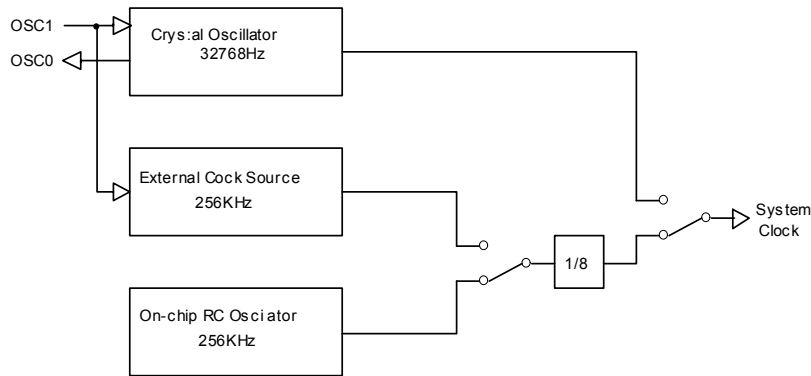 OSC1
OSC0
Crys:al Oscillator
32768Hz
External Cock Source
256KHz
On-chip RC Osci ator
256KHz
1/8
System
Clock